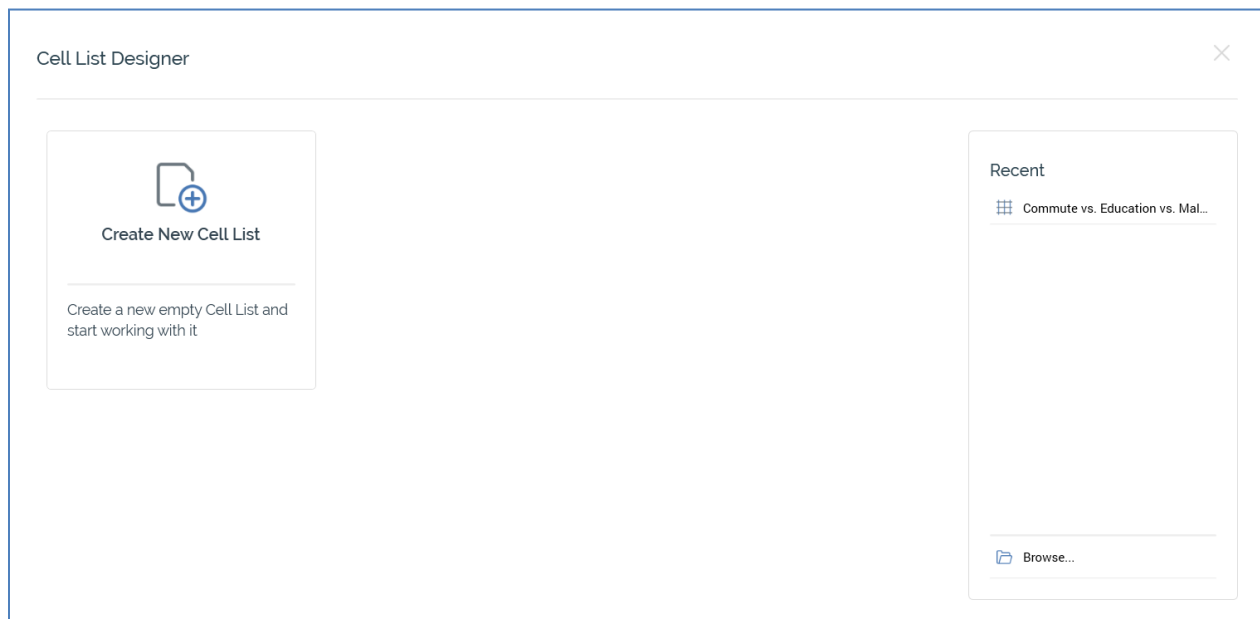 Cell List Designer
Create New Cell List
Create a new empty Cell List and
start working with it
Recent
Commute vs. Education vs. Mal...
Browse...